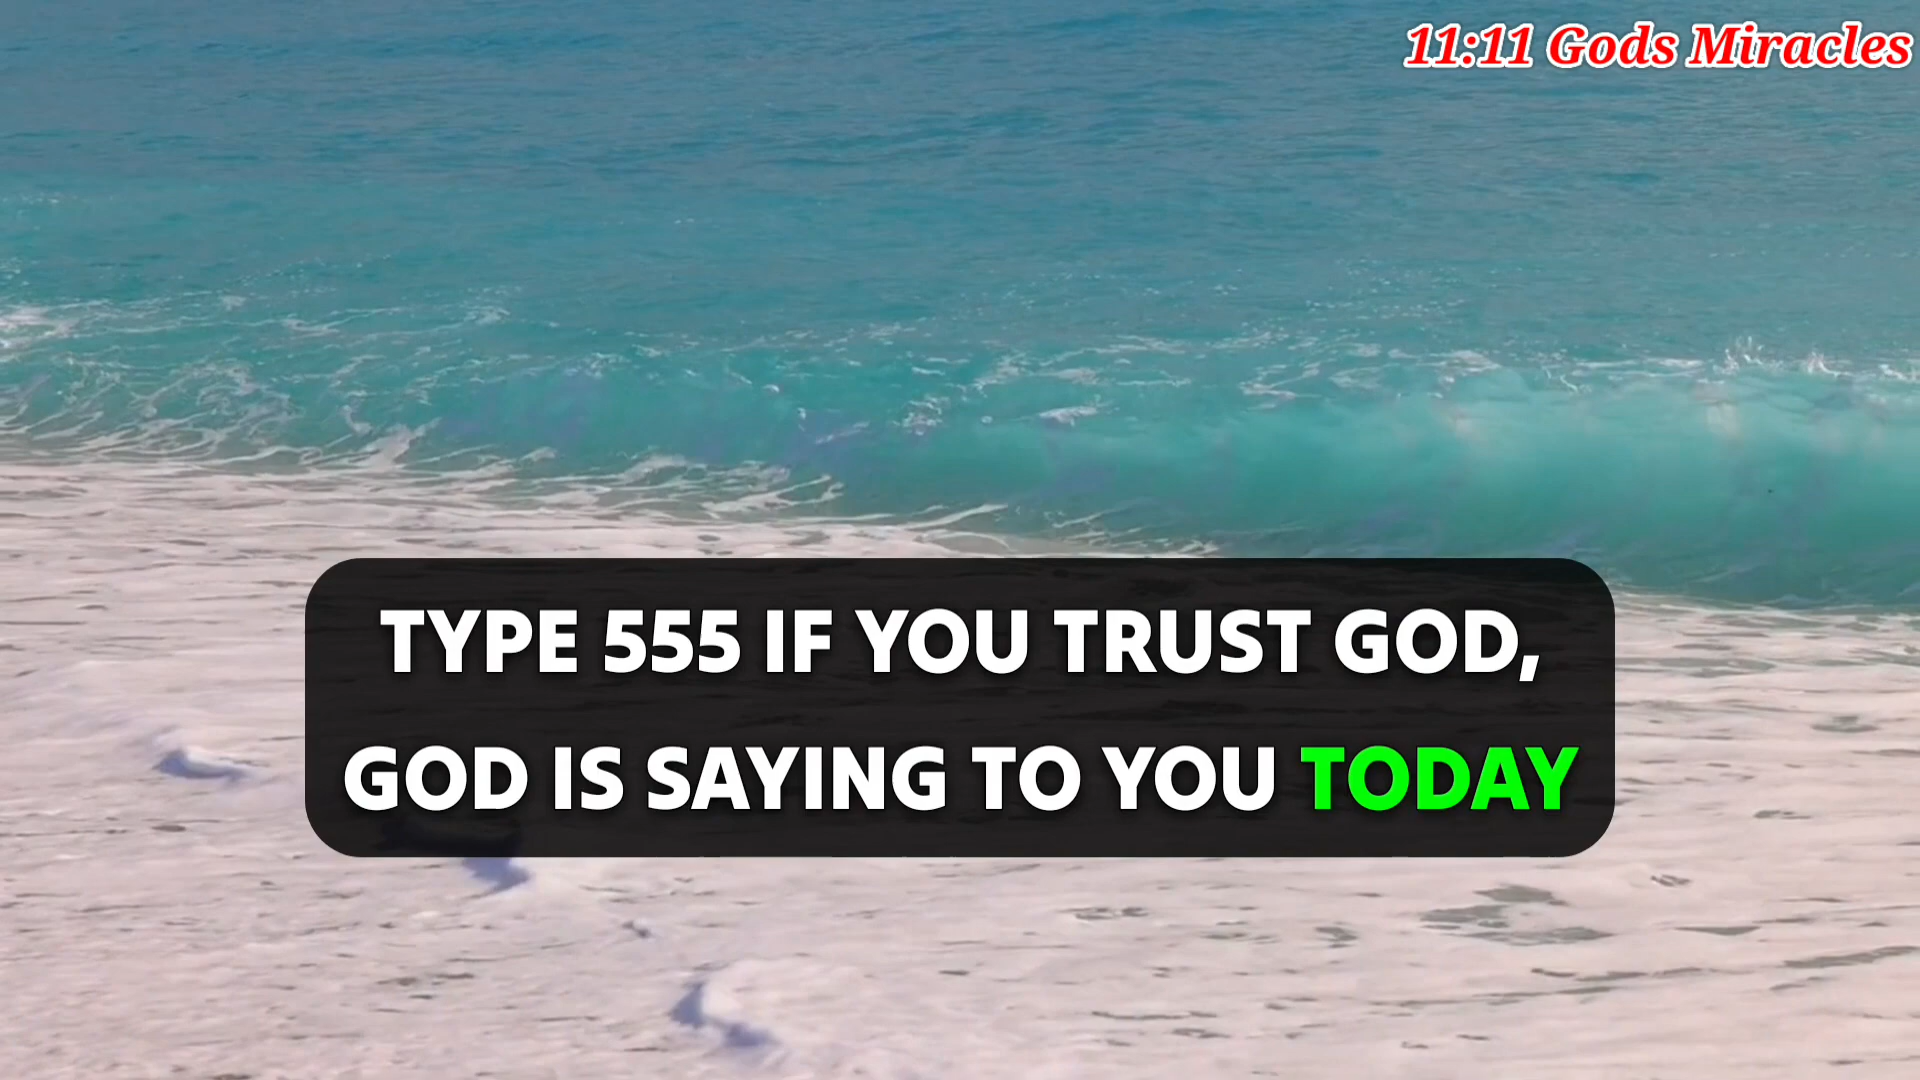 11:11 Gods Miracles
TYPE 555 IF YOU TRUST GOD,
GOD IS SAYING TO YOU TODAY